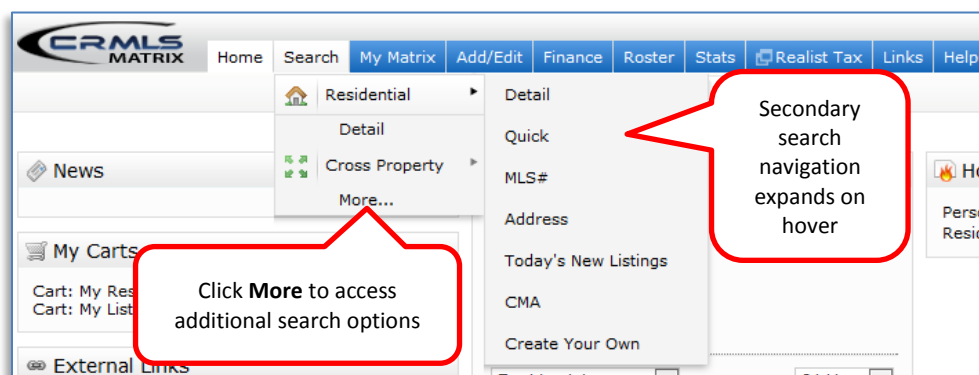 CRMLS
MATRIX
Home Search My Matrix Add/Edit Finance Roster Stats Realist Tax Links Help
Residential
Detail
Cross Property
More...
Detail
Quick
MLS#
Address
Today's New Listings
CMA
Create Your Own
Secondary
search
navigation
expands on
hover
News
My Carts
Cart: My Res
Cart: My List
Click More to access
additional search options
External Links
Pers
Resi